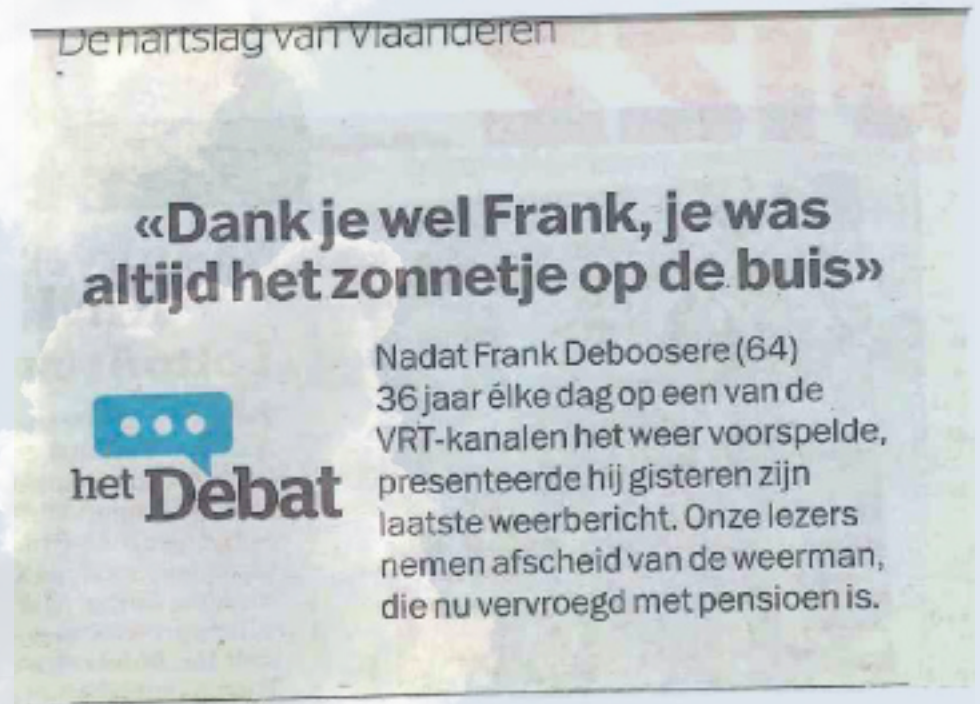 De hartslag van Vlaanderen
«Dank je wel Frank, je was
altijd het zonnetje op de buis»
het Debat
Nadat Frank Deboosere (64)
36 jaar élke dag op een van de
VRT-kanalen het weer voorspelde,
presenteerde hij gisteren zijn
laatste weerbericht. Onze lezers
nemen afscheid van de weerman,
die nu vervroegd met pensioen is.